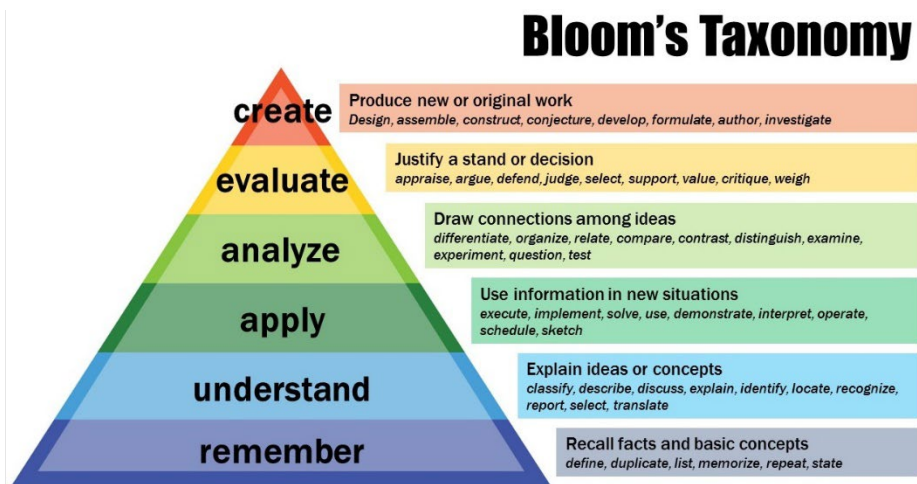 Bloom's Taxonomy
create
Produce new or original work
Design, assemble, construct, conjecture, develop, formulate, author, investigate
evaluate
Justify a stand or decision
appraise, argue, defend, judge, select, support, value, critique, weigh
analyze
Draw connections among ideas
differentiate, organize, relate, compare, contrast, distinguish, examine,
experiment, question, test
apply
Use information in new situations
execute, implement, solve, use, demonstrate, interpret, operate,
schedule, sketch
understand
Explain ideas or concepts
classify, describe, discuss, explain, identify, locate, recognize,
report, select, translate
remember
Recall facts and basic concepts
define, duplicate, list, memorize, repeat, state